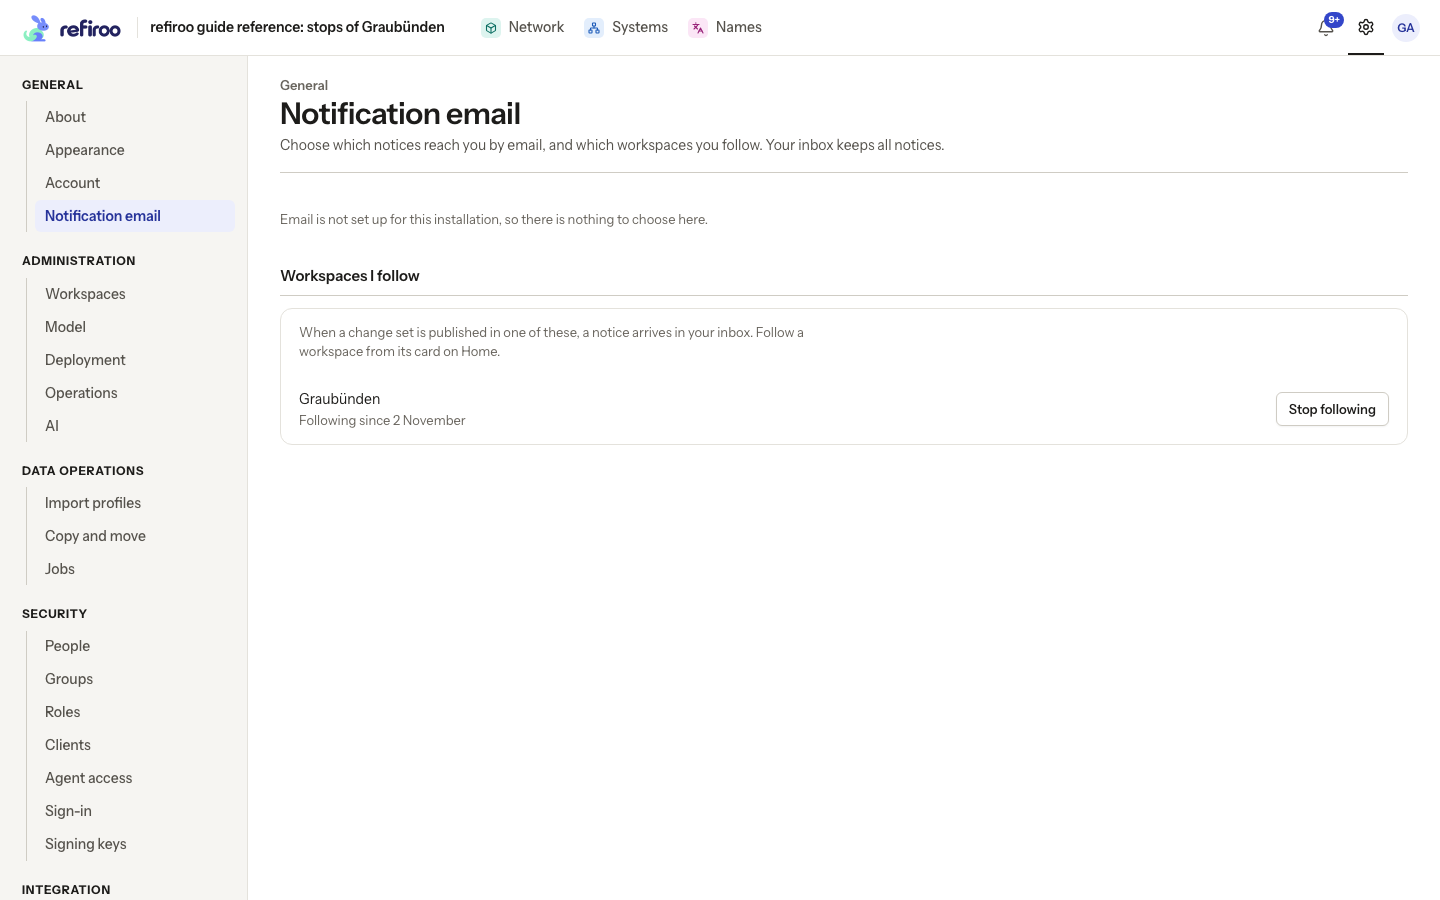 refiroo
refiroo guide reference: stops of Graubünden
Network
Systems
Names
9+
GA
GENERAL
About
Appearance
Account
Notification email
ADMINISTRATION
Workspaces
Model
Deployment
Operations
AI
DATA OPERATIONS
Import profiles
Copy and move
Jobs
SECURITY
People
Groups
Roles
Clients
Agent access
Sign-in
Signing keys
INTEGRATION
General
Notification email
Choose which notices reach you by email, and which workspaces you follow. Your inbox keeps all notices.
Email is not set up for this installation, so there is nothing to choose here.
Workspaces I follow
When a change set is published in one of these, a notice arrives in your inbox. Follow a
workspace from its card on Home.
Graubünden
Following since 2 November
Stop following